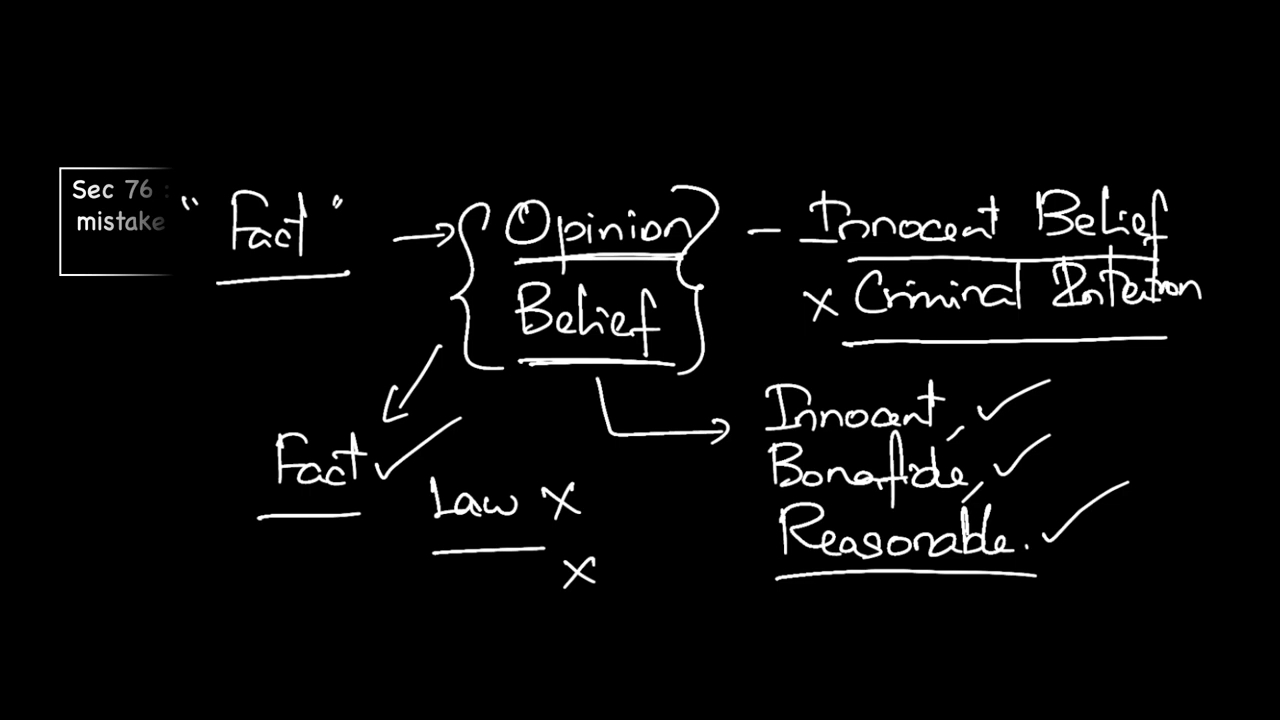 Sec 76 :
mistake
" Fact " → { Opinion } - Innocent Belief
Belief x Criminal Intention
Fact ✓
Law x
x
Innocent, ✓
Bonafide, ✓
Reasonable. ✓